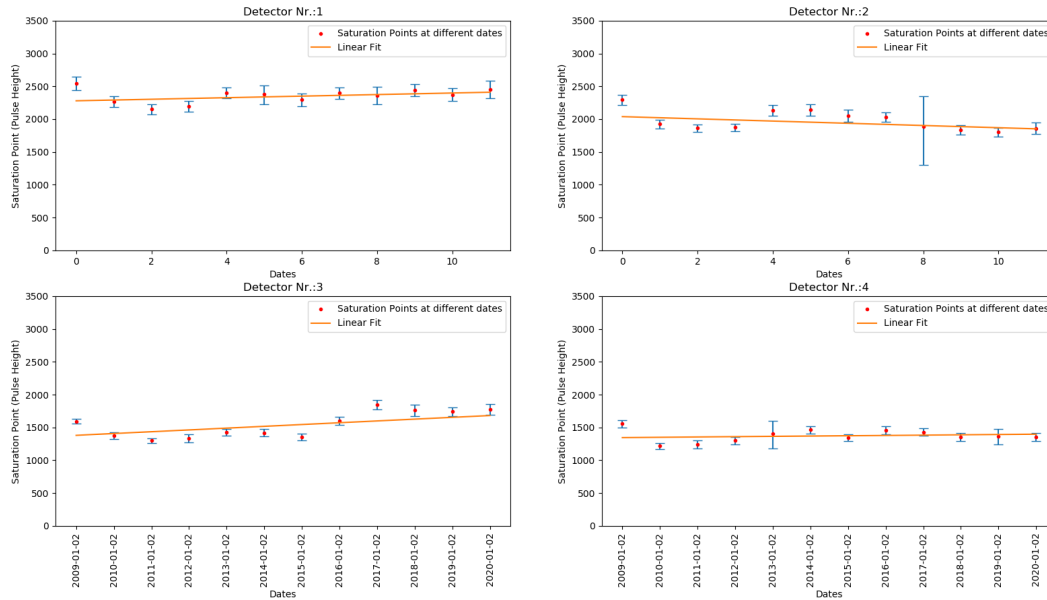 Detector Nr.:1
Saturation Point (Pulse Height)
3500
3000
2500
2000
1500
1000
500
0
Saturation Points at different dates
Linear Fit
0 2 4 6 8 10
Dates
Detector Nr.:2
Saturation Point (Pulse Height)
3500
3000
2500
2000
1500
1000
500
0
Saturation Points at different dates
Linear Fit
0 2 4 6 8 10
Dates
Detector Nr.:3
Saturation Point (Pulse Height)
3500
3000
2500
2000
1500
1000
500
0
Saturation Points at different dates
Linear Fit
2009-01-02
2010-01-02
2011-01-02
2012-01-02
2013-01-02
2014-01-02
2015-01-02
2016-01-02
2017-01-02
2018-01-02
2019-01-02
2020-01-02
Dates
Detector Nr.:4
Saturation Point (Pulse Height)
3500
3000
2500
2000
1500
1000
500
0
Saturation Points at different dates
Linear Fit
2009-01-02
2010-01-02
2011-01-02
2012-01-02
2013-01-02
2014-01-02
2015-01-02
2016-01-02
2017-01-02
2018-01-02
2019-01-02
2020-01-02
Dates